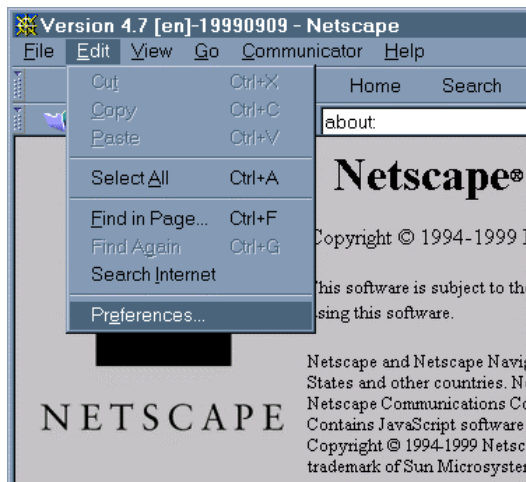 Version 4.7 [en]-19990909 - Netscape
File Edit View Go Communicator Help
Cut Ctrl+X
Copy Ctrl+C
Paste Ctrl+V
Select All Ctrl+A
Find in Page... Ctrl+F
Find Again Ctrl+G
Search Internet
Preferences...
Home Search
about:
Netscape®
Copyright © 1994-1999
his software is subject to the
sing this software.
NETSCAPE
Netscape and Netscape Navig
States and other countries. N
Netscape Communications Co
Contains JavaScript software
Copyright © 1994-1999 Netsc
trademark of Sun Microsyster